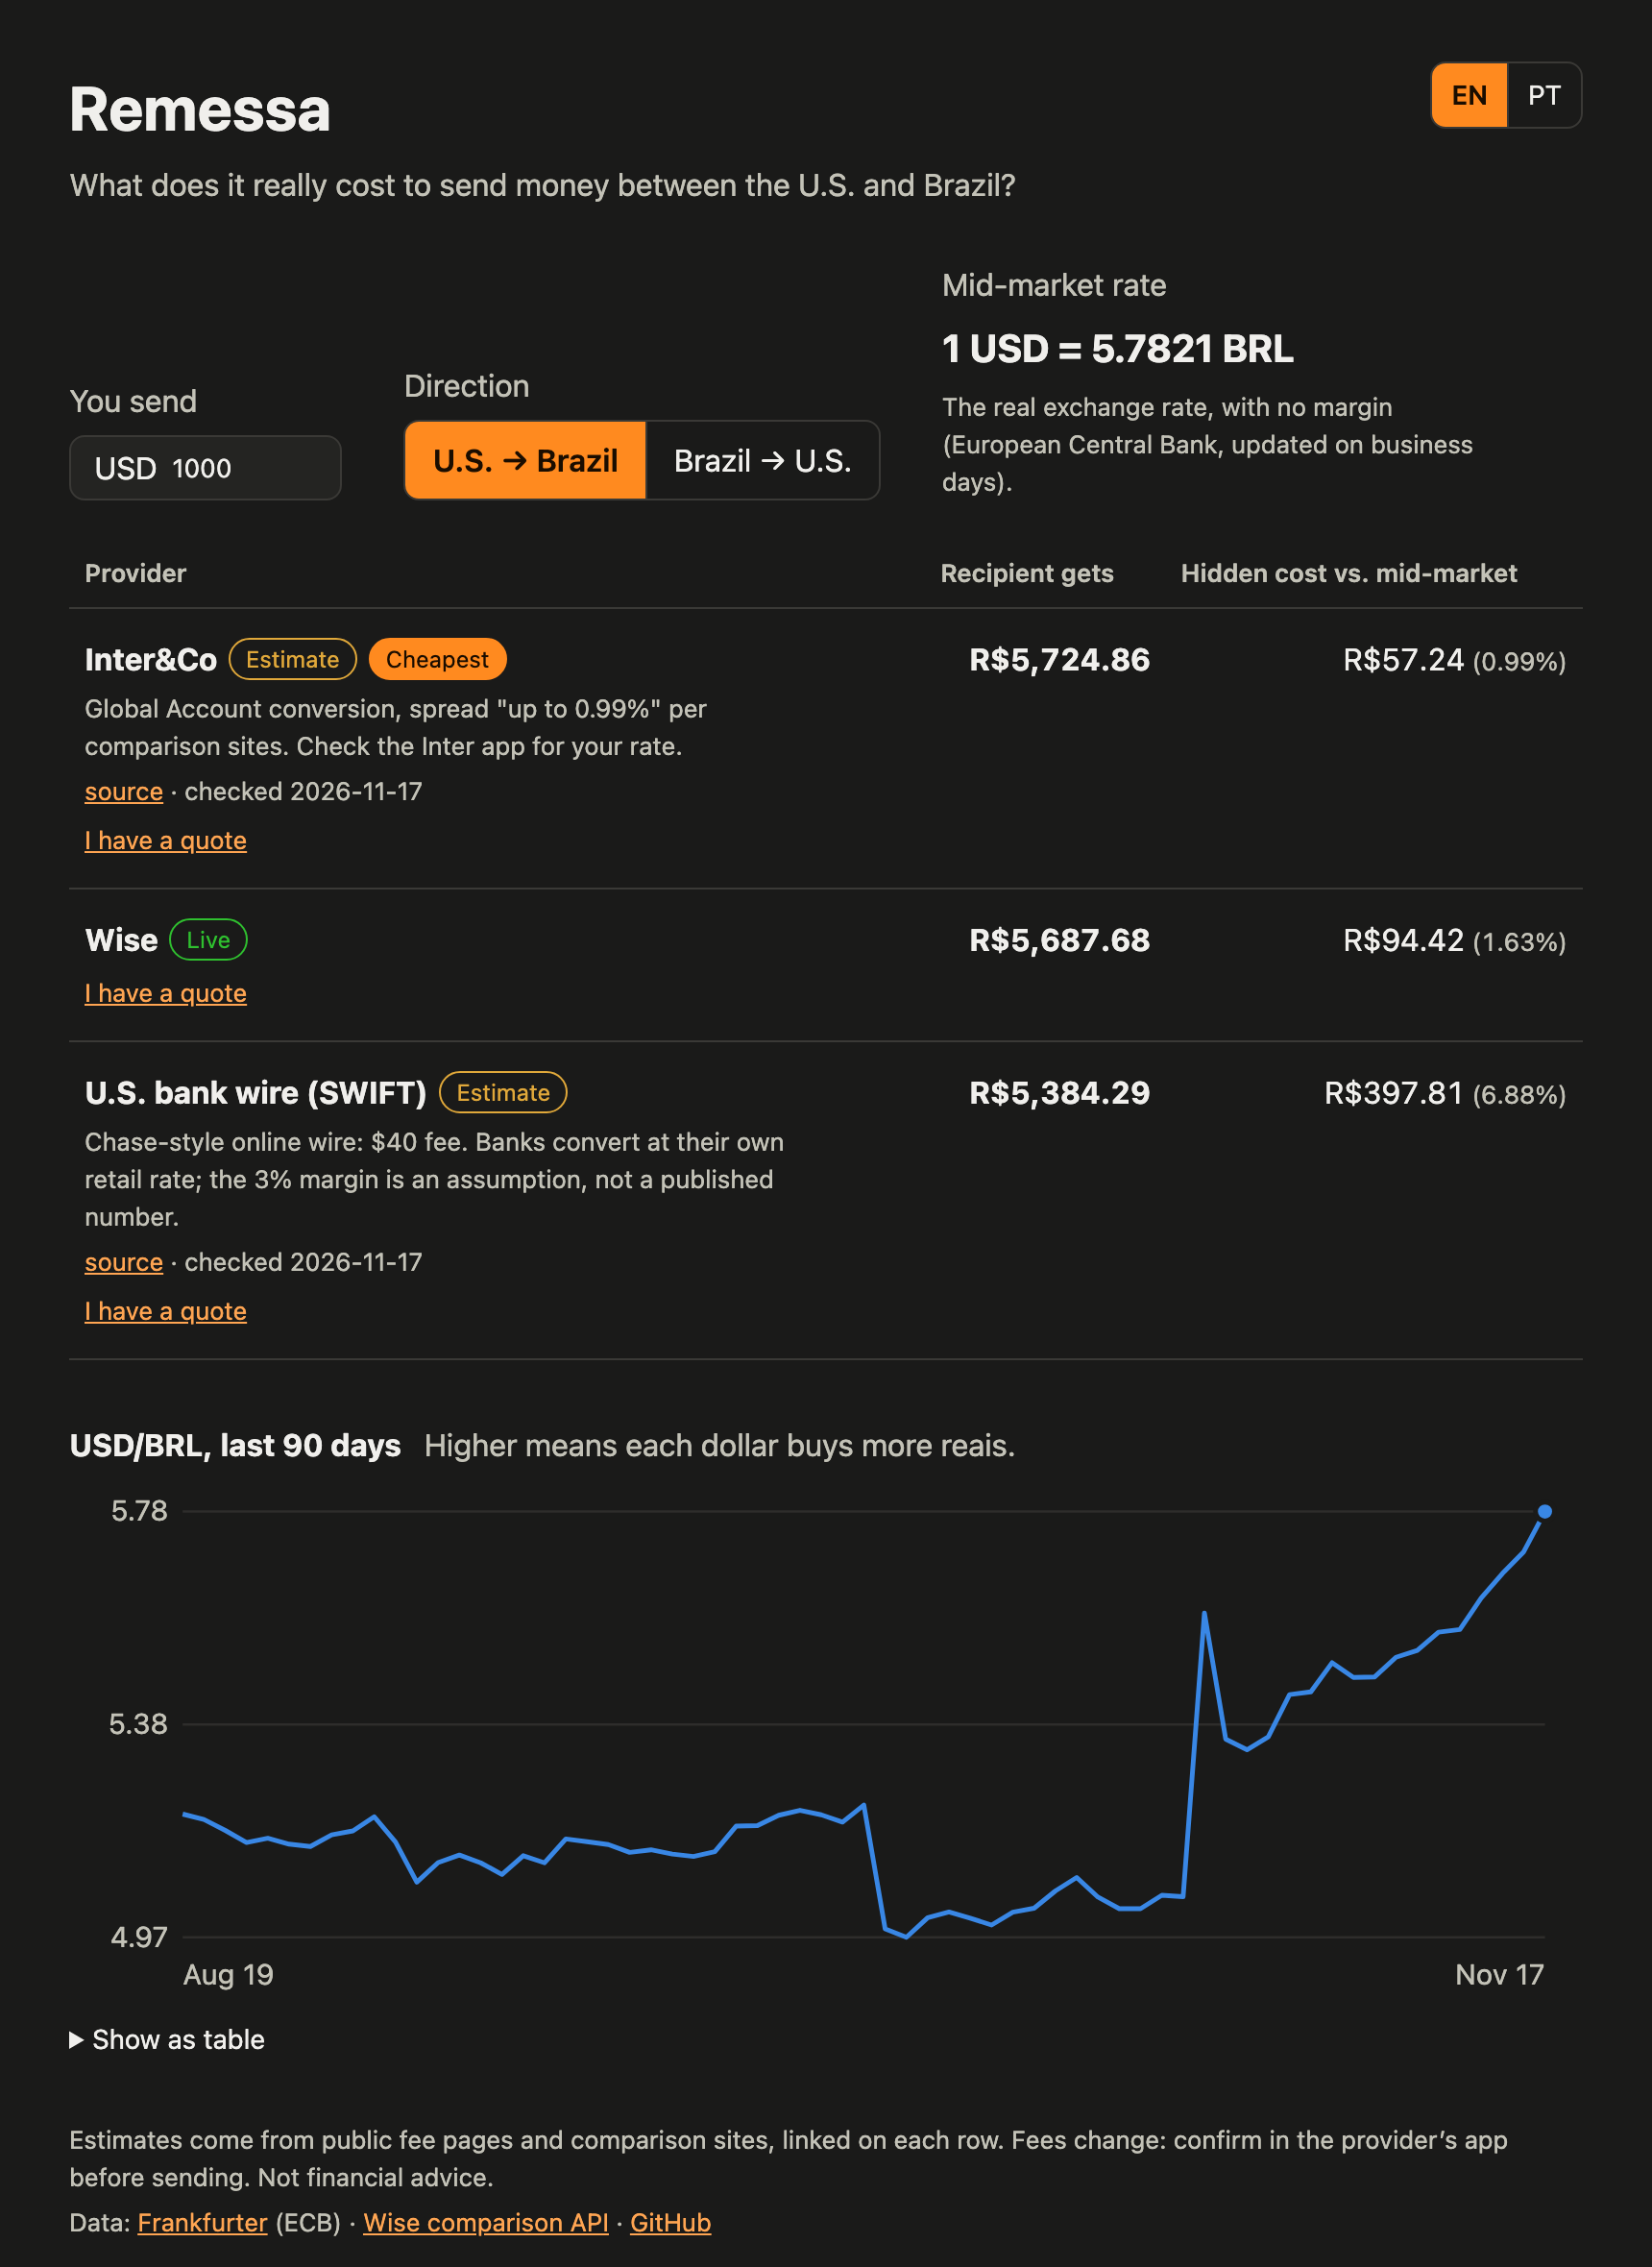 Remessa
EN PT
What does it really cost to send money between the U.S. and Brazil?
You send
USD 1000
Direction
U.S. → Brazil Brazil → U.S.
Mid-market rate
1 USD = 5.7821 BRL
The real exchange rate, with no margin
(European Central Bank, updated on business
days).
Provider Recipient gets Hidden cost vs. mid-market
Inter&Co Estimate Cheapest R$5,724.86 R$57.24 (0.99%)
Global Account conversion, spread "up to 0.99%" per
comparison sites. Check the Inter app for your rate.
source · checked 2026-11-17
I have a quote
Wise Live R$5,687.68 R$94.42 (1.63%)
I have a quote
U.S. bank wire (SWIFT) Estimate R$5,384.29 R$397.81 (6.88%)
Chase-style online wire: $40 fee. Banks convert at their own
retail rate; the 3% margin is an assumption, not a published
number.
source · checked 2026-11-17
I have a quote
USD/BRL, last 90 days Higher means each dollar buys more reais.
5.78
5.38
4.97
Aug 19 Nov 17
▶ Show as table
Estimates come from public fee pages and comparison sites, linked on each row. Fees change: confirm in the provider’s app
before sending. Not financial advice.
Data: Frankfurter (ECB) · Wise comparison API · GitHub